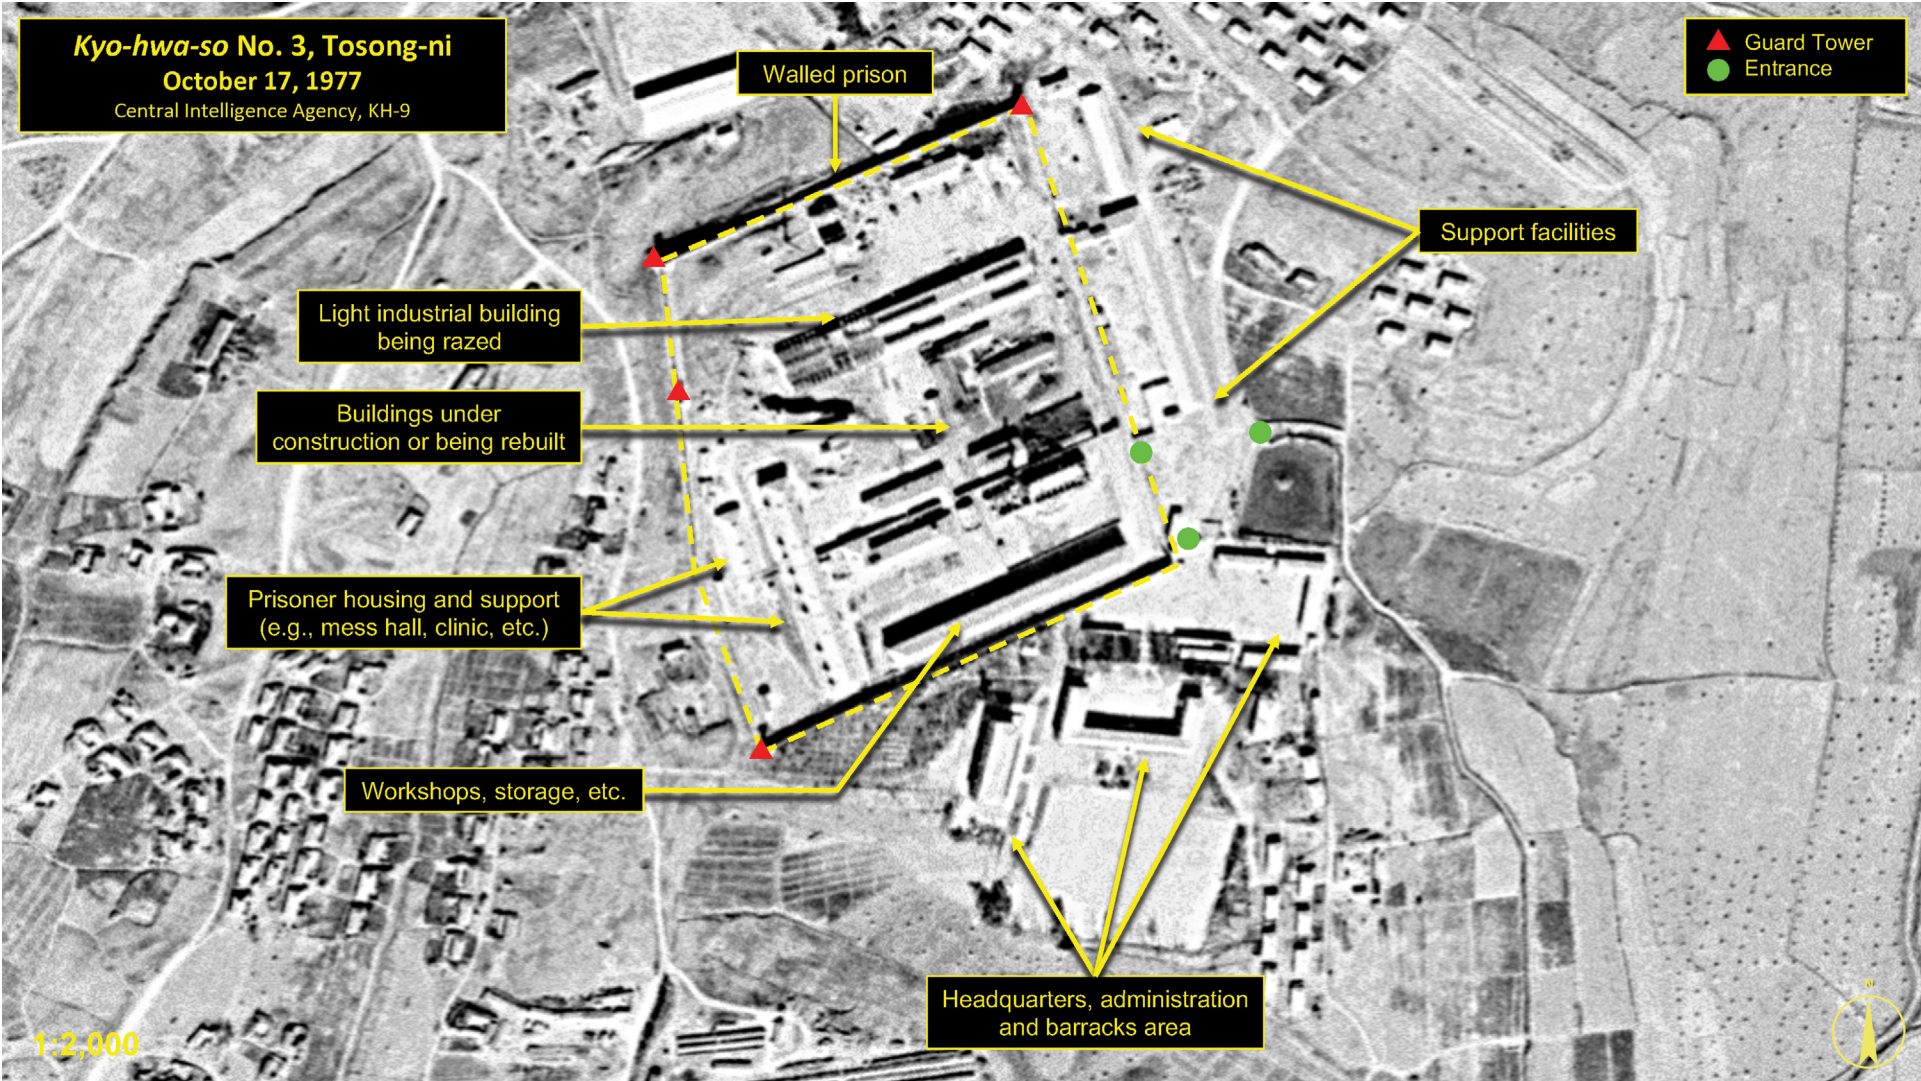 Kyo-hwa-so No. 3, Tosong-ni
October 17, 1977
Central Intelligence Agency, KH-9
Walled prison
Guard Tower
Entrance
Support facilities
Light industrial building
being razed
Buildings under
construction or being rebuilt
Prisoner housing and support
(e.g., mess hall, clinic, etc.)
Workshops, storage, etc.
Headquarters, administration
and barracks area
1:2,000
N